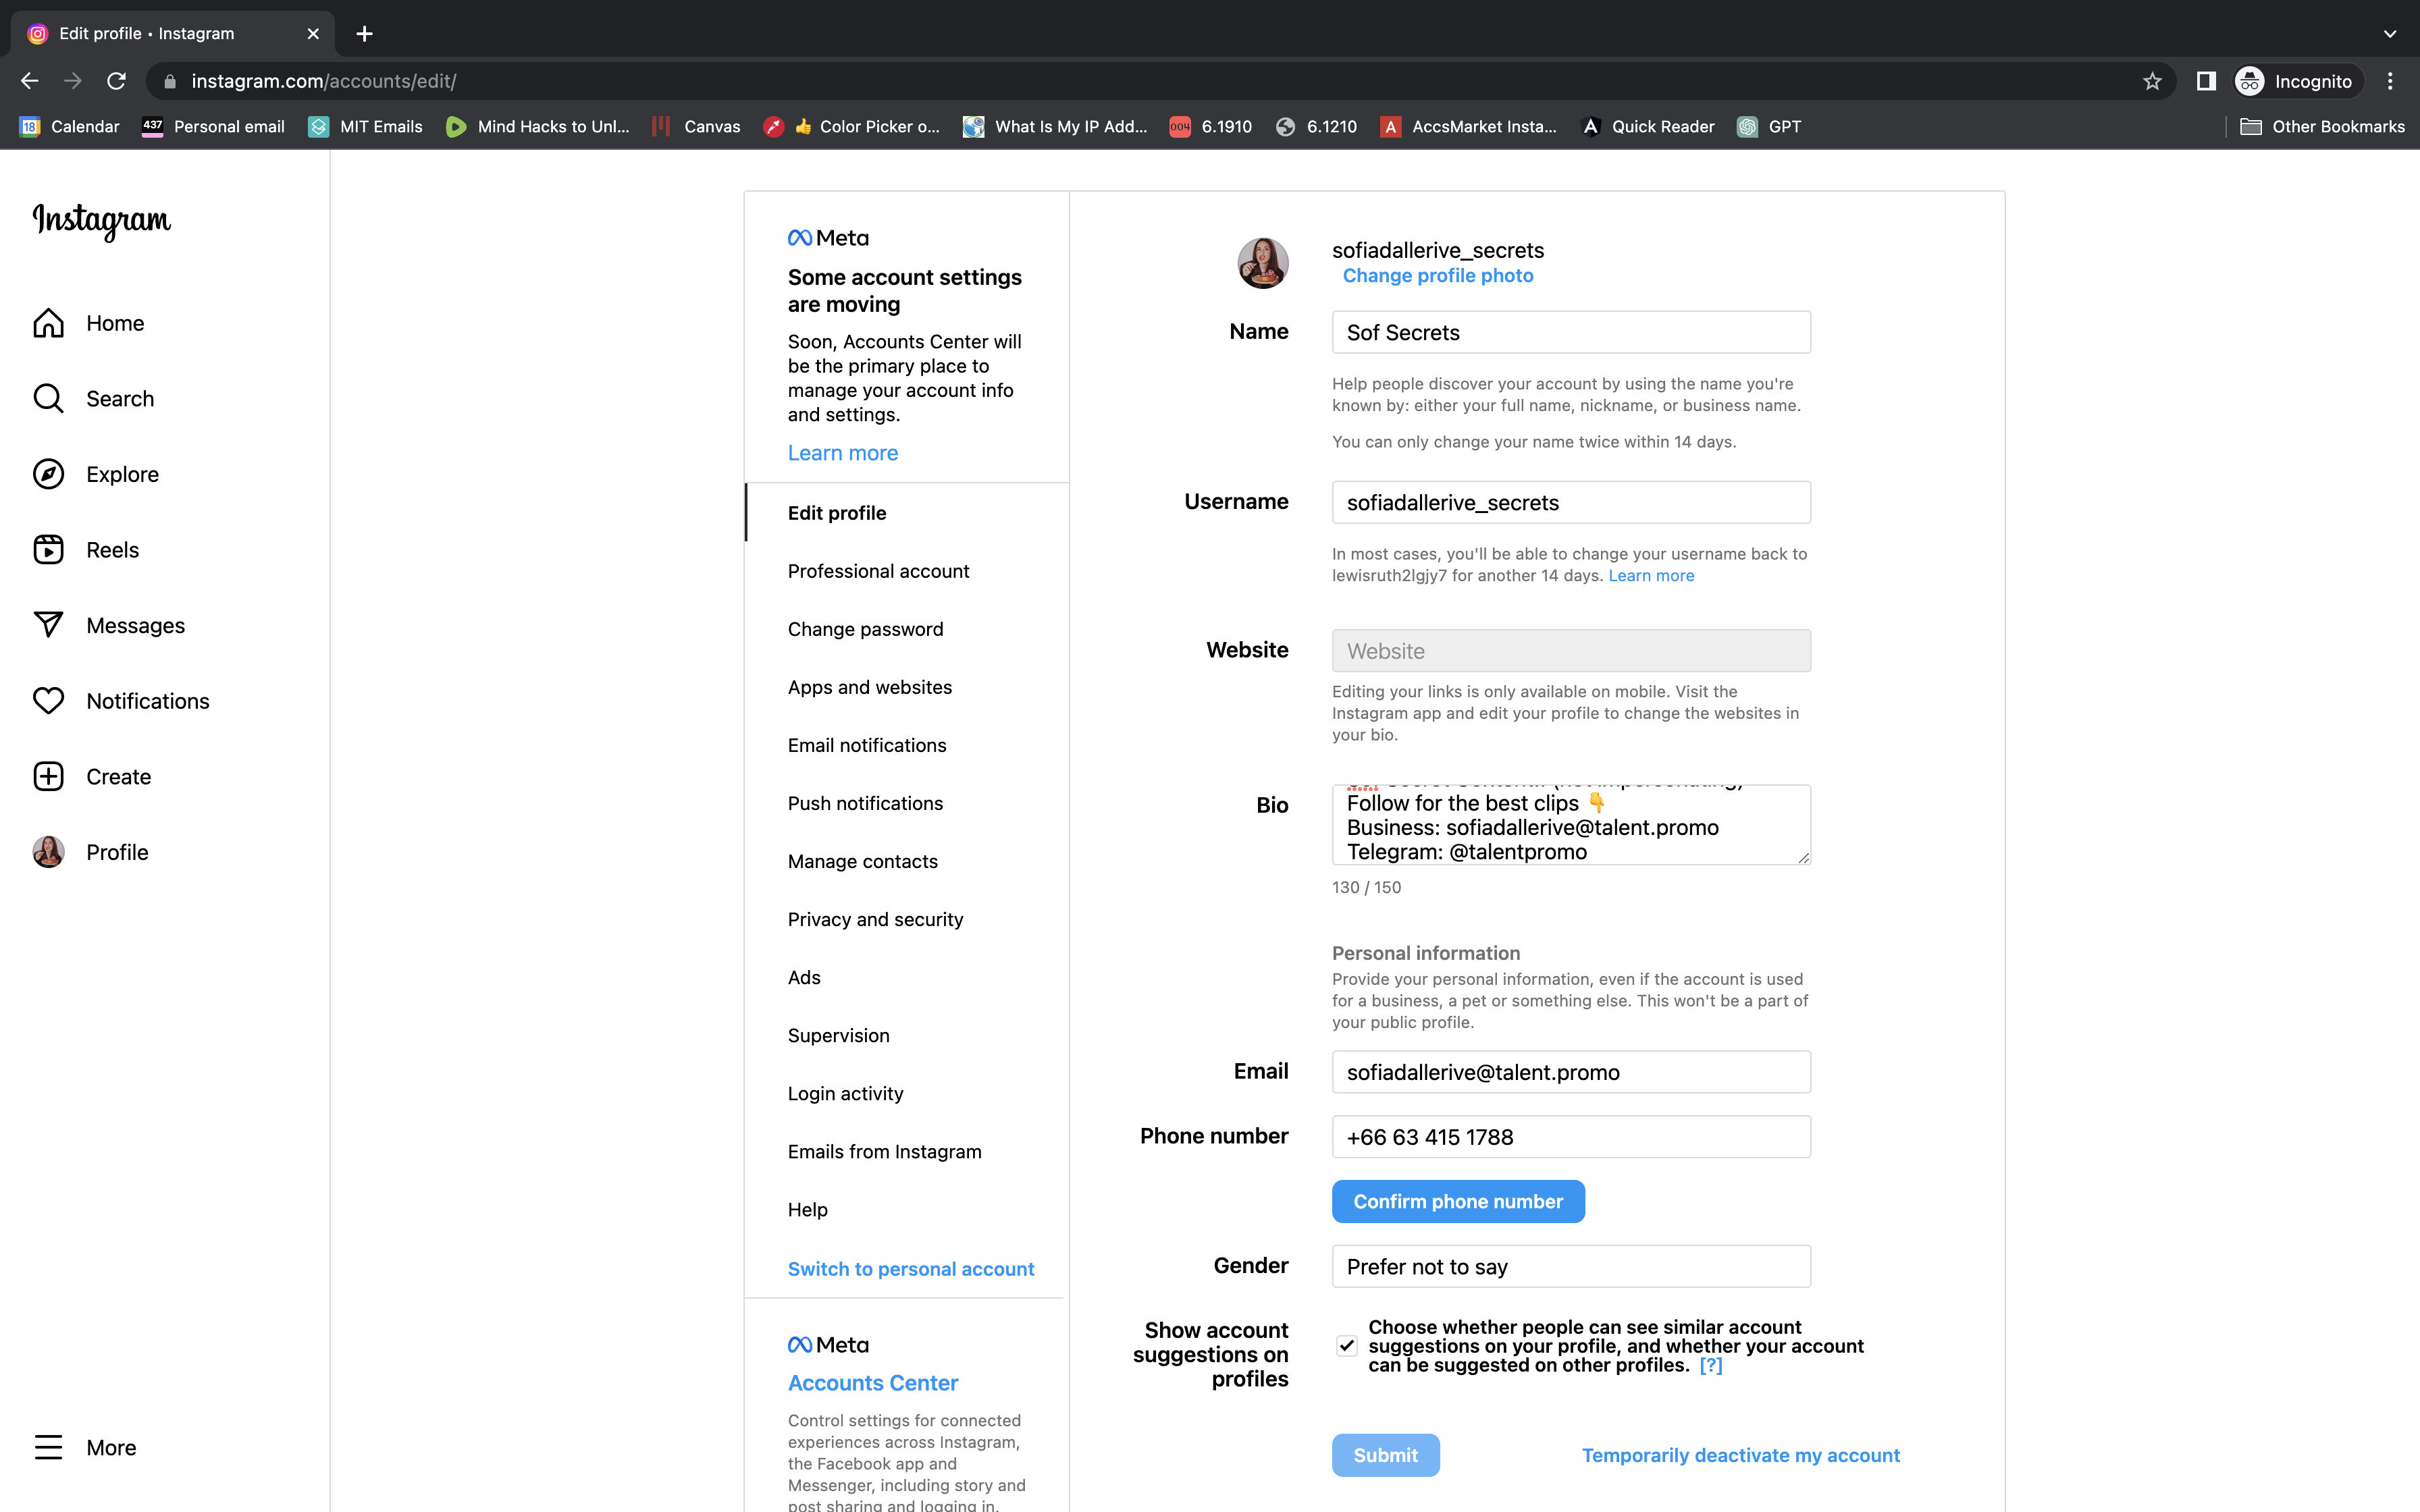 Edit profile • Instagram
instagram.com/accounts/edit/
Incognito
18 Calendar
437 Personal email
MIT Emails
Mind Hacks to Unl...
Canvas
👍 Color Picker o...
What Is My IP Add...
004 6.1910
6.1210
A AccsMarket Insta...
Quick Reader
GPT
Other Bookmarks
Instagram
Home
Search
Explore
Reels
Messages
Notifications
Create
Profile
More
Meta
Some account settings
are moving
Soon, Accounts Center will
be the primary place to
manage your account info
and settings.
Learn more
Edit profile
Professional account
Change password
Apps and websites
Email notifications
Push notifications
Manage contacts
Privacy and security
Ads
Supervision
Login activity
Emails from Instagram
Help
Switch to personal account
Meta
Accounts Center
Control settings for connected
experiences across Instagram,
the Facebook app and
Messenger, including story and
post sharing and logging in.
sofiadallerive_secrets
Change profile photo
Name
Sof Secrets
Help people discover your account by using the name you're
known by: either your full name, nickname, or business name.
You can only change your name twice within 14 days.
Username
sofiadallerive_secrets
In most cases, you'll be able to change your username back to
lewisruth2lgjy7 for another 14 days. Learn more
Website
Website
Editing your links is only available on mobile. Visit the
Instagram app and edit your profile to change the websites in
your bio.
Bio
(not impersonating)
Follow for the best clips 👇
Business: sofiadallerive@talent.promo
Telegram: @talentpromo
130 / 150
Personal information
Provide your personal information, even if the account is used
for a business, a pet or something else. This won't be a part of
your public profile.
Email
sofiadallerive@talent.promo
Phone number
+66 63 415 1788
Confirm phone number
Gender
Prefer not to say
Show account
suggestions on
profiles
Choose whether people can see similar account
suggestions on your profile, and whether your account
can be suggested on other profiles. [?]
Submit
Temporarily deactivate my account